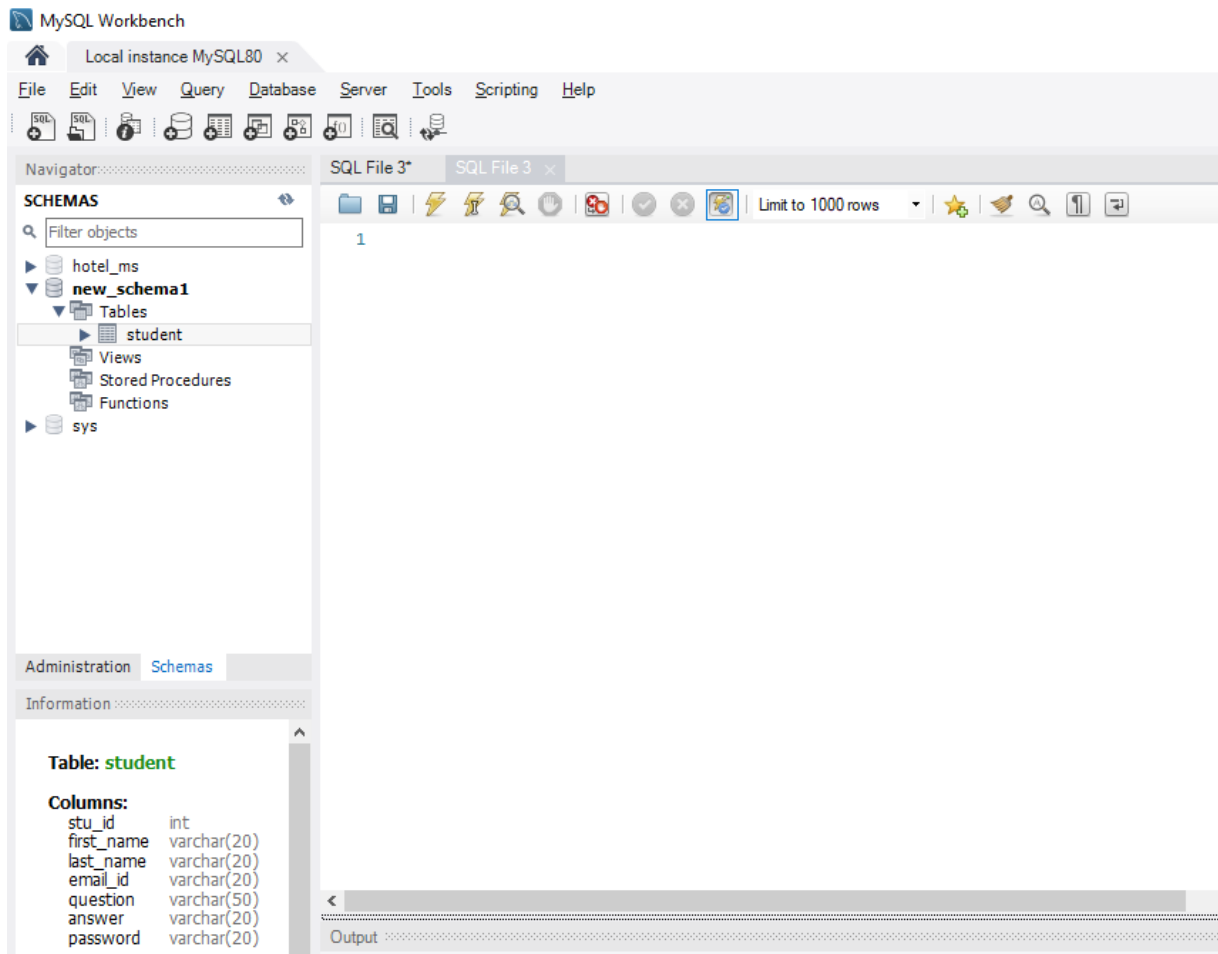 MySQL Workbench
Local instance MySQL80
File Edit View Query Database Server Tools Scripting Help
SQL SQL
Navigator
SQL File 3* SQL File 3
SCHEMAS
Limit to 1000 rows
Filter objects
1
hotel_ms
new_schema1
Tables
student
Views
Stored Procedures
Functions
sys
Administration Schemas
Information
Table: student
Columns:
stu_id int
first_name varchar(20)
last_name varchar(20)
email_id varchar(20)
question varchar(50)
answer varchar(20)
password varchar(20)
Output